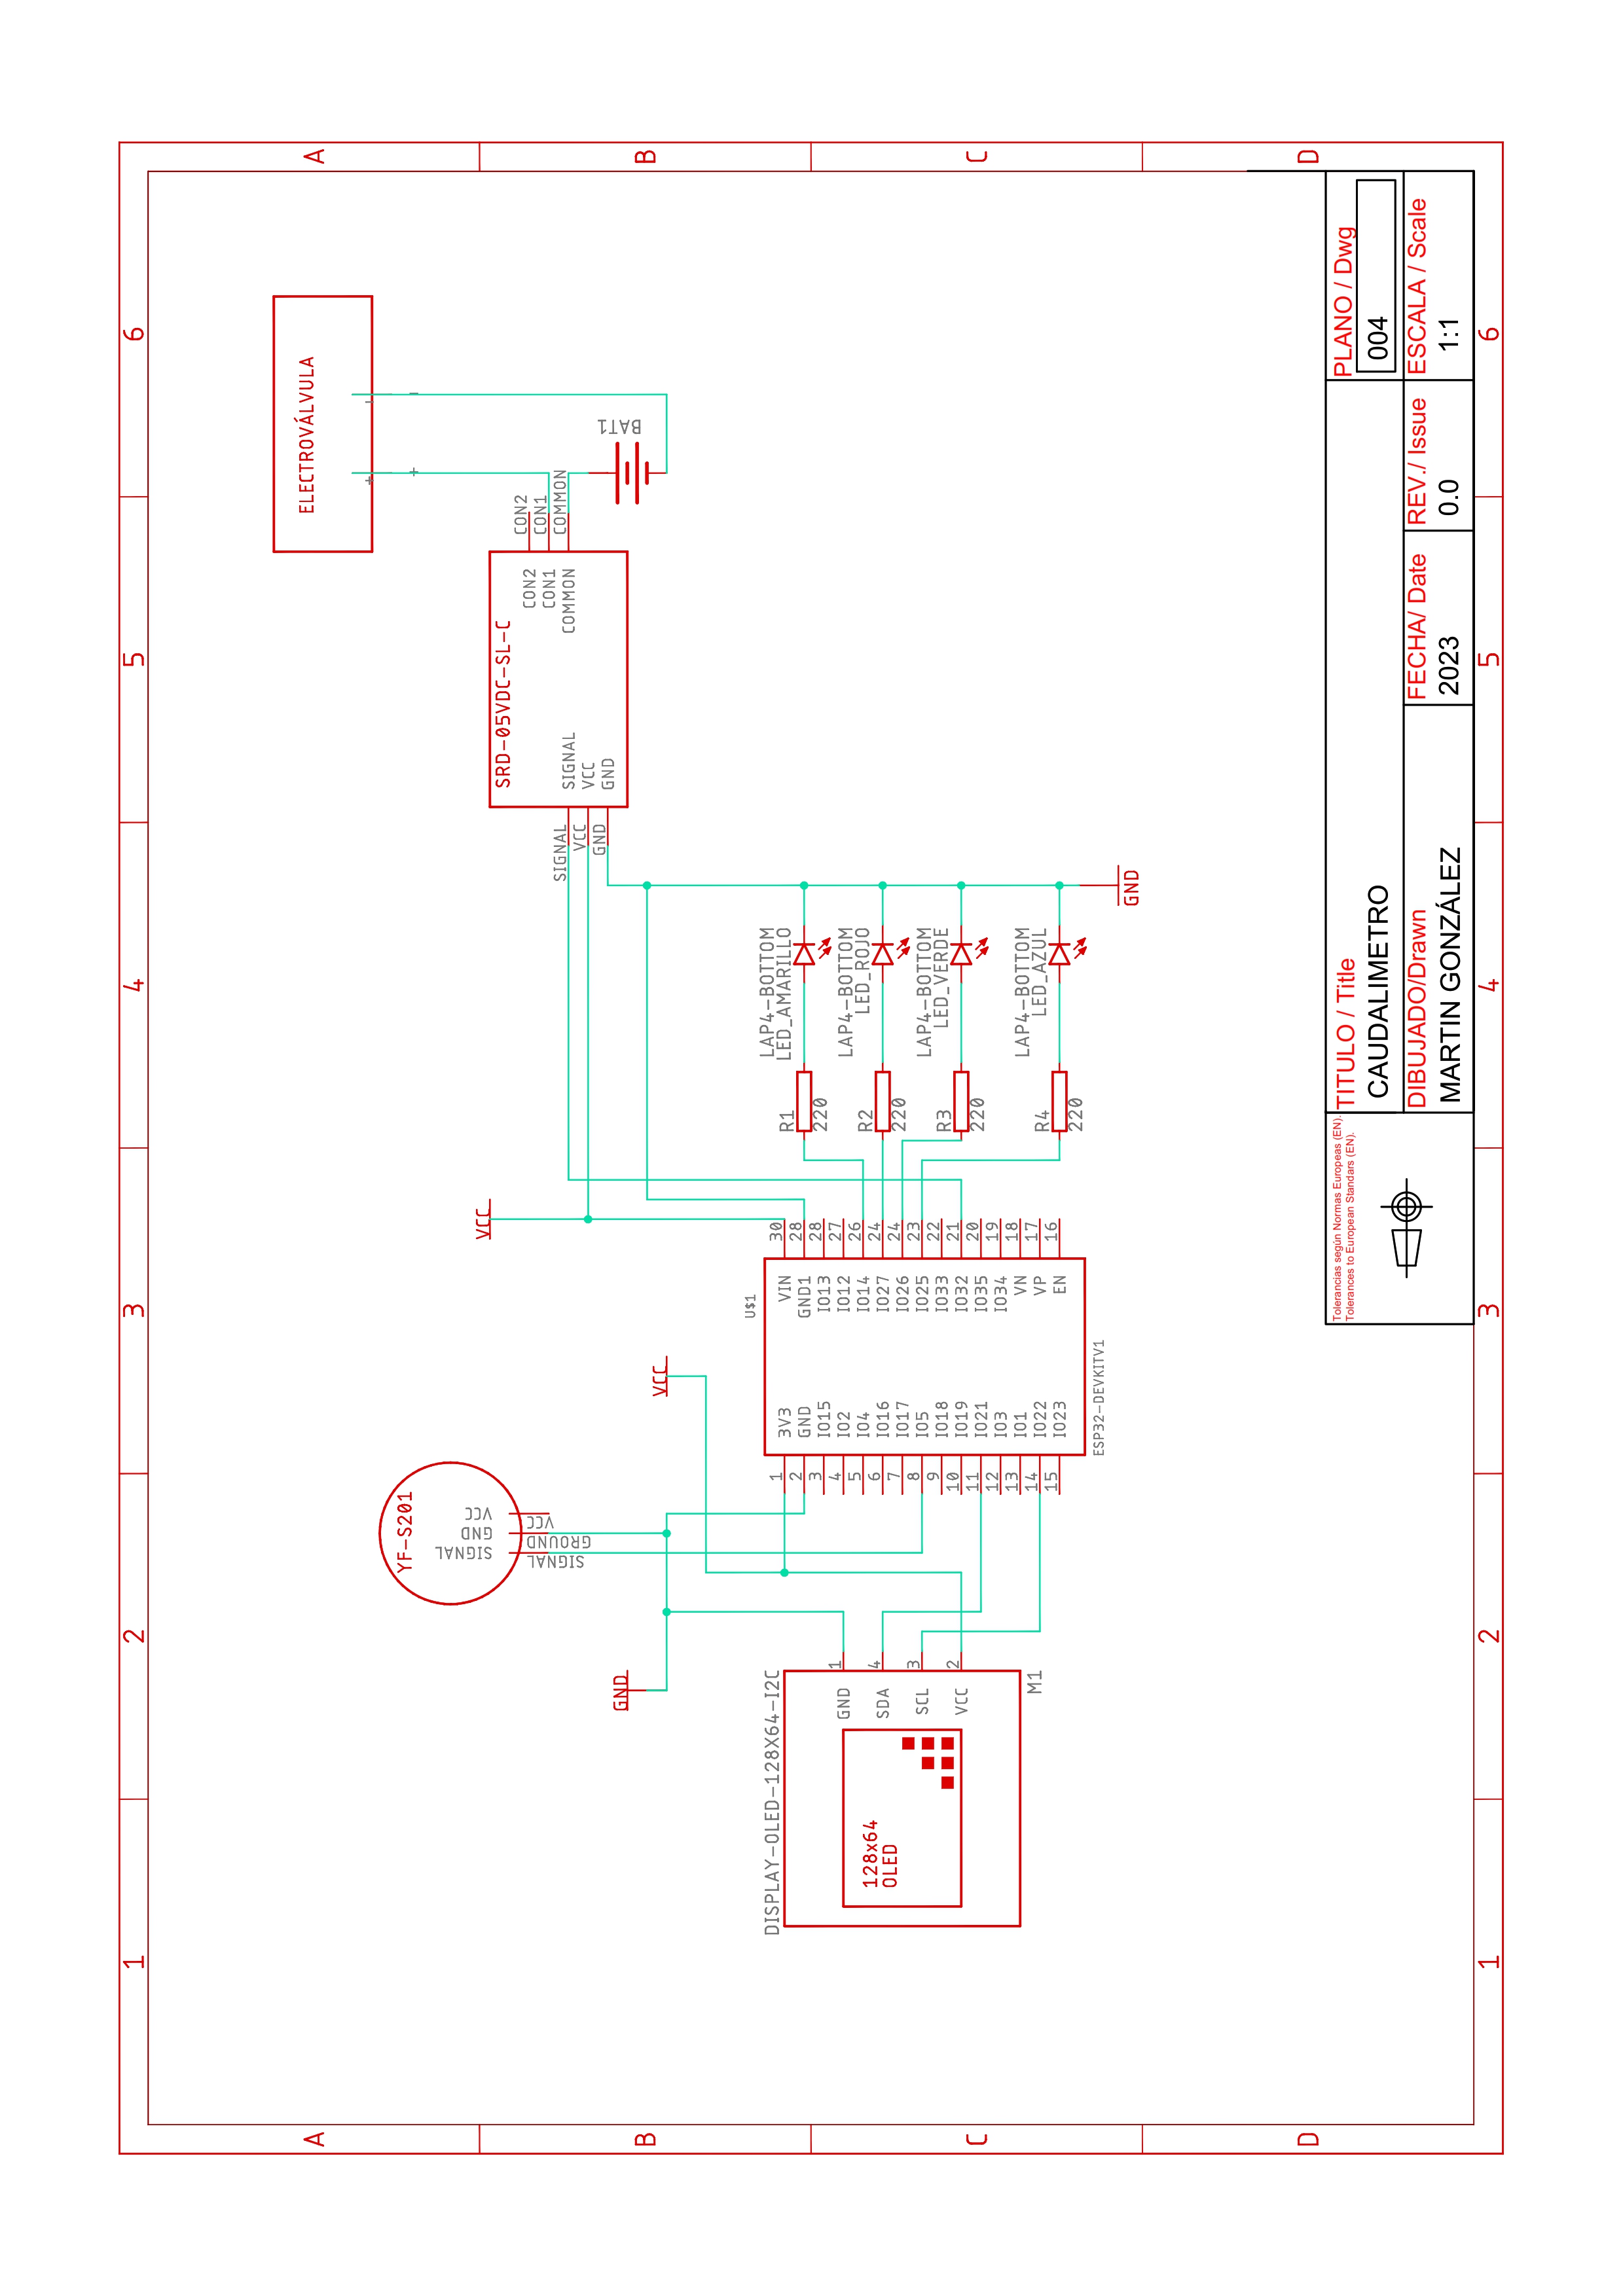 1
2
3
4
5
6
A
B
C
D
A
B
C
D
1
2
3
4
5
6
ELECTROVÁLVULA
+
-
+
-
BAT1
SRD-05VDC-SL-C
SIGNAL
VCC
GND
CON2
CON1
COMMON
SIGNAL
VCC
GND
CON2
CON1
COMMON
YF-S201
SIGNAL
GND
VCC
SIGNAL
GROUND
VCC
VCC
VCC
GND
GND
LAP4-BOTTOM
LED_AMARILLO
LAP4-BOTTOM
LED_ROJO
LAP4-BOTTOM
LED_VERDE
LAP4-BOTTOM
LED_AZUL
R1
220
R2
220
R3
220
R4
220
U$1
ESP32-DEVKITV1
1 3V3 VIN 30
2 GND GND1 28
3 IO15 IO13 28
4 IO2 IO12 27
5 IO4 IO14 26
6 IO16 IO27 24
7 IO17 IO26 24
8 IO5 IO25 23
9 IO18 IO33 22
10 IO19 IO32 21
11 IO21 IO35 20
12 IO3 IO34 19
13 IO1 VN 18
14 IO22 VP 17
15 IO23 EN 16
DISPLAY-OLED-128X64-I2C
128x64
OLED
GND 1
SDA 4
SCL 3
VCC 2
M1
Tolerancias según Normas Europeas (EN).
Tolerances to European Standars (EN).
TITULO / Title
CAUDALIMETRO
PLANO / Dwg
004
DIBUJADO/Drawn
MARTIN GONZÁLEZ
FECHA/ Date
2023
REV./ Issue
0.0
ESCALA / Scale
1:1